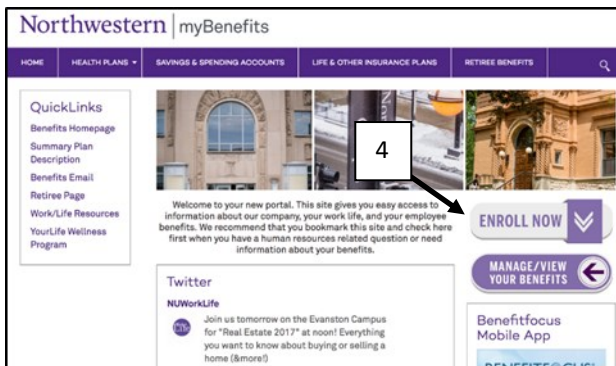 Northwestern | myBenefits
HOME HEALTH PLANS SAVINGS & SPENDING ACCOUNTS LIFE & OTHER INSURANCE PLANS RETIREE BENEFITS
QuickLinks
Benefits Homepage
Summary Plan
Description
Benefits Email
Retiree Page
Work/Life Resources
YourLife Wellness
Program
4
Welcome to your new portal. This site gives you easy access to
information about our company, your work life, and your employee
benefits. We recommend that you bookmark this site and check here
first when you have a human resources related question or need
information about your benefits.
ENROLL NOW
MANAGE/VIEW
YOUR BENEFITS
Twitter
NUWorkLife
Join us tomorrow on the Evanston Campus
for "Real Estate 2017" at noon! Everything
you want to know about buying or selling a
home (&more!)
Benefitfocus
Mobile App